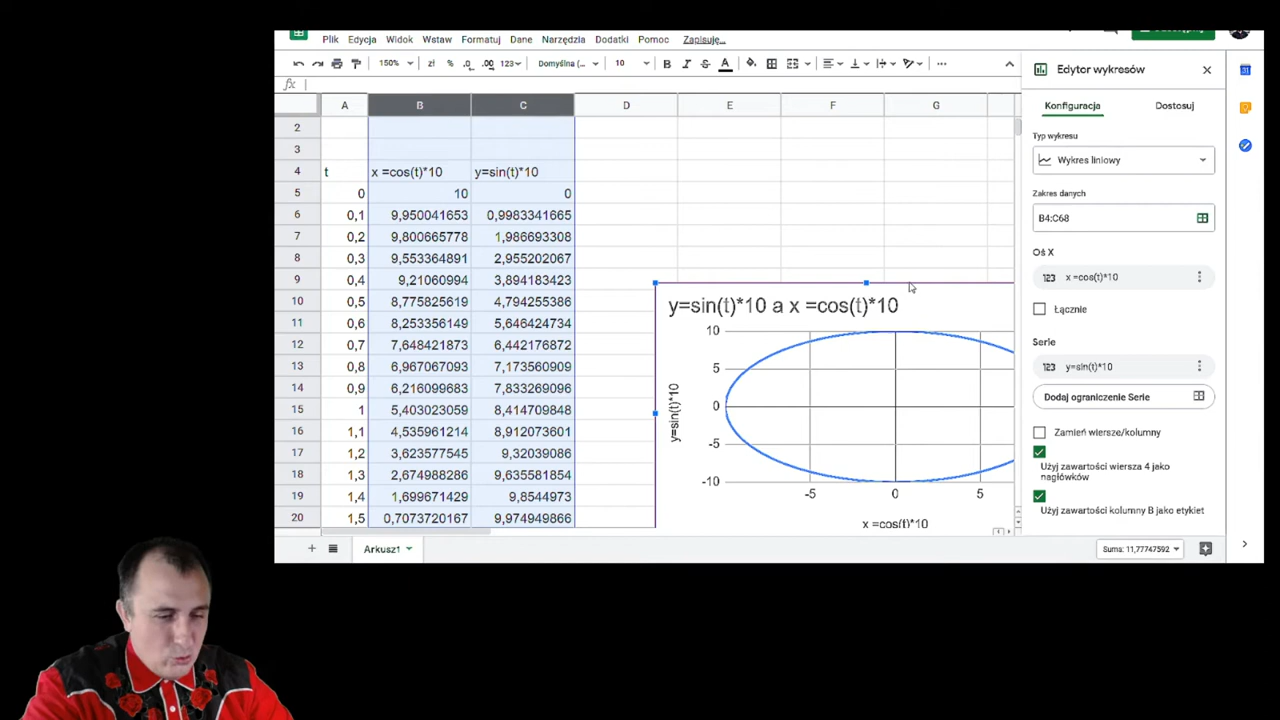 Plik Edycja Widok Wstaw Formatuj Dane Narzędzia Dodatki Pomoc Zapisuję...
150% zł % .0 .00 123 Domyślna (... 10 B I S A
fx
A B C D E F G
2
3
4 t x =cos(t)*10 y=sin(t)*10
5 0 10 0
6 0,1 9,950041653 0,9983341665
7 0,2 9,800665778 1,986693308
8 0,3 9,553364891 2,955202067
9 0,4 9,21060994 3,894183423
10 0,5 8,775825619 4,794255386
11 0,6 8,253356149 5,646424734
12 0,7 7,648421873 6,442176872
13 0,8 6,967067093 7,173560909
14 0,9 6,216099683 7,833269096
15 1 5,403023059 8,414709848
16 1,1 4,535961214 8,912073601
17 1,2 3,623577545 9,32039086
18 1,3 2,674988286 9,635581854
19 1,4 1,699671429 9,8544973
20 1,5 0,7073720167 9,974949866
y=sin(t)*10 a x =cos(t)*10
10
5
0
-5
-10
y=sin(t)*10
-5 0 5
x =cos(t)*10
Edytor wykresów
Konfiguracja Dostosuj
Typ wykresu
Wykres liniowy
Zakres danych
B4:C68
Oś X
123 x =cos(t)*10
Łącznie
Serie
123 y=sin(t)*10
Dodaj ograniczenie Serie
Zamień wiersze/kolumny
Użyj zawartości wiersza 4 jako
nagłówków
Użyj zawartości kolumny B jako etykiet
Arkusz1
Suma: 11,77747592
31